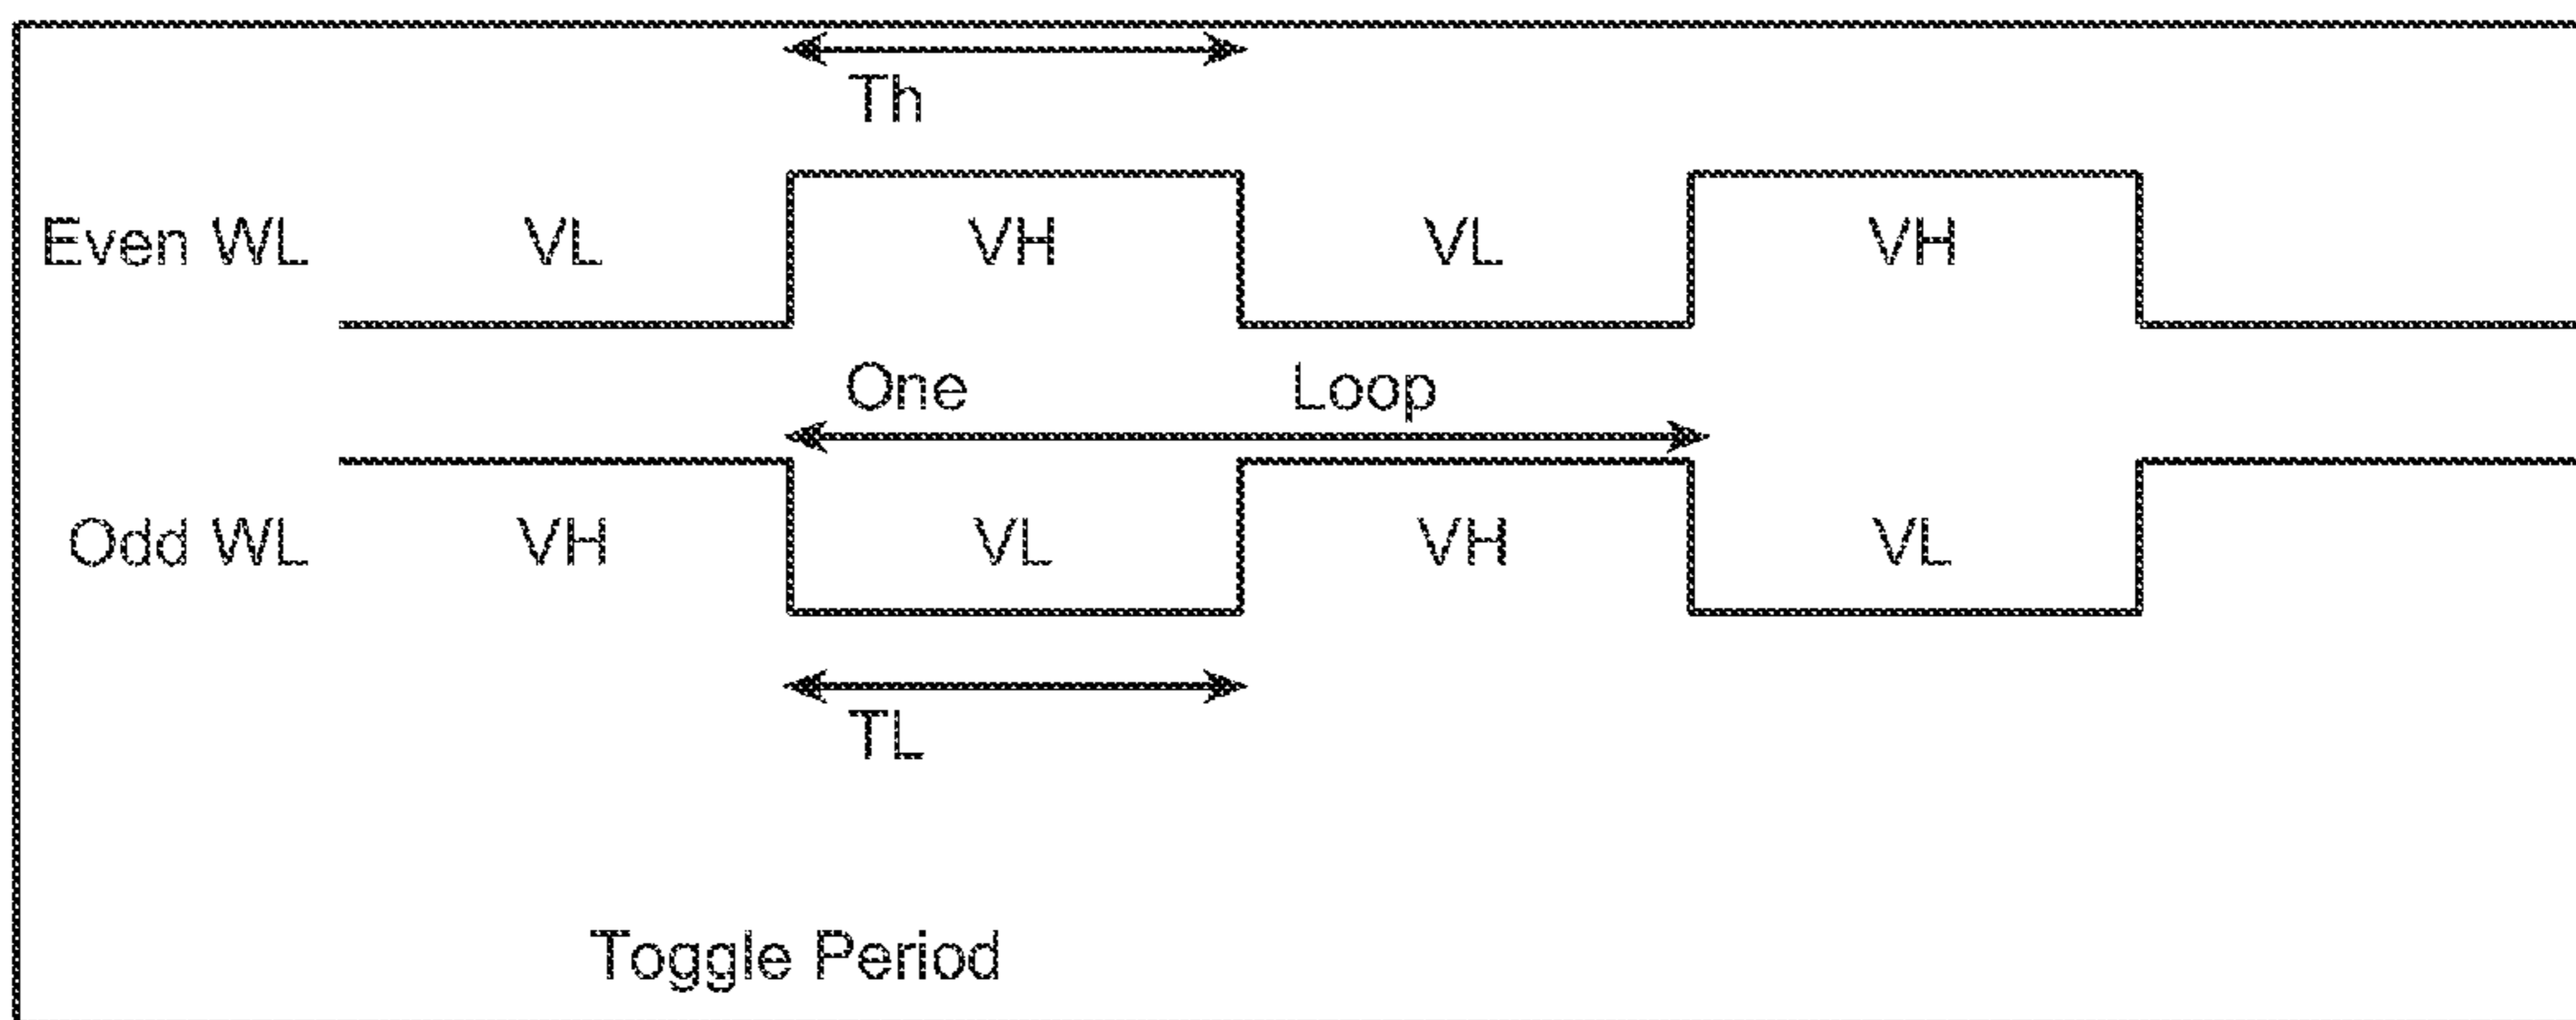 Th
Even WL VL VH VL VH
One Loop
Odd WL VH VL VH VL
TL
Toggle Period